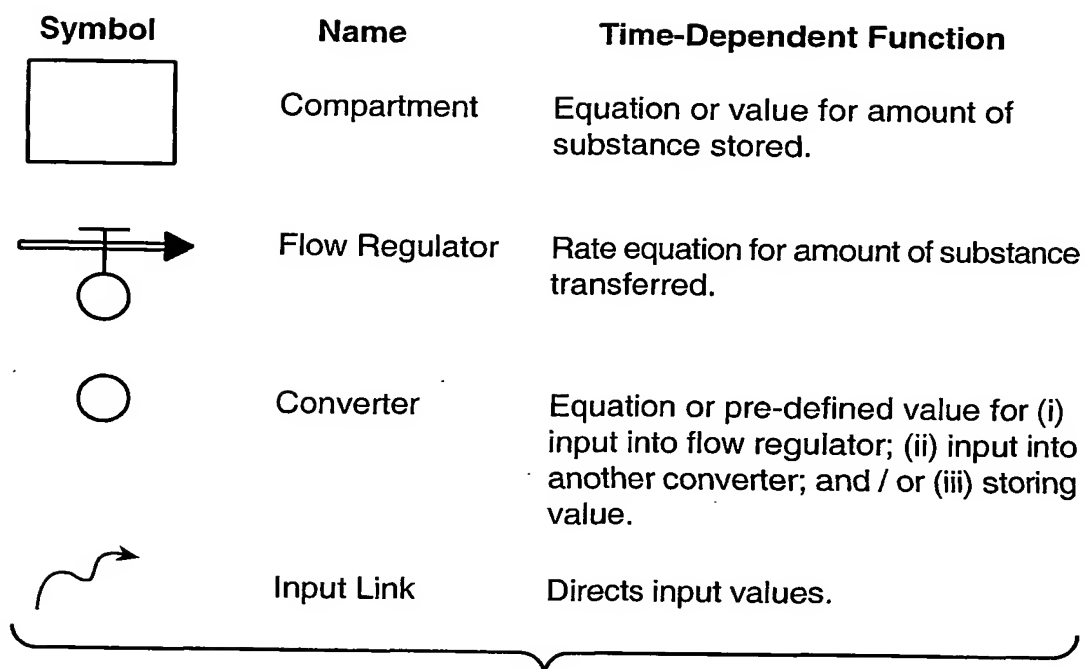 Symbol Name Time-Dependent Function
Compartment Equation or value for amount of
substance stored.
Flow Regulator Rate equation for amount of substance
transferred.
Converter Equation or pre-defined value for (i)
input into flow regulator; (ii) input into
another converter; and / or (iii) storing
value.
Input Link Directs input values.